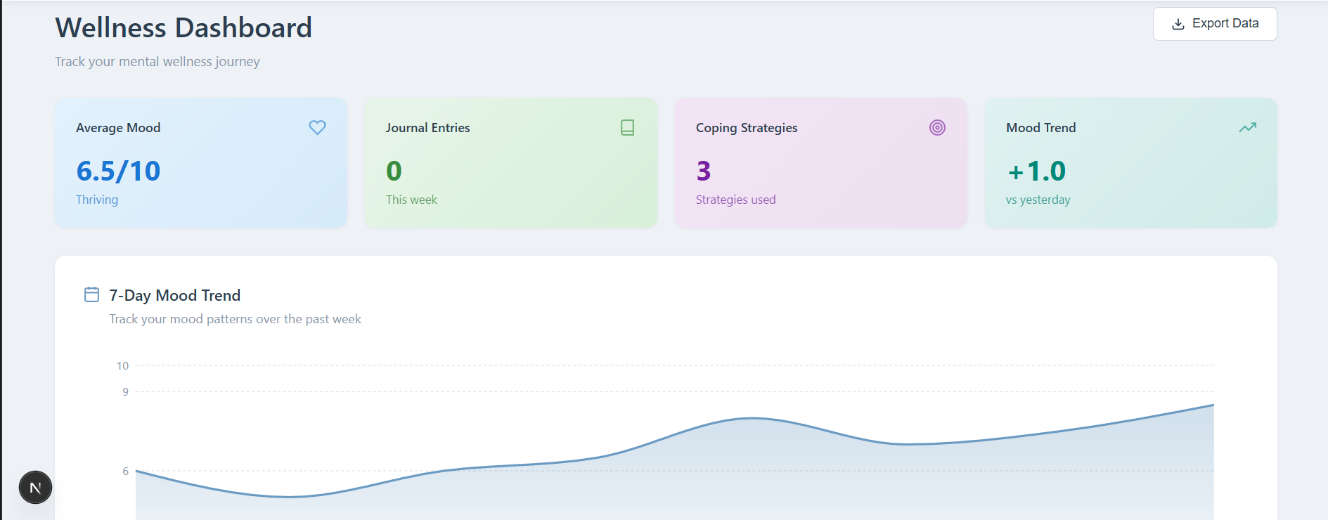 Wellness Dashboard
Export Data
Track your mental wellness journey
Average Mood
6.5/10
Thriving
Journal Entries
0
This week
Coping Strategies
3
Strategies used
Mood Trend
+1.0
vs yesterday
7-Day Mood Trend
Track your mood patterns over the past week
10
9
6
N